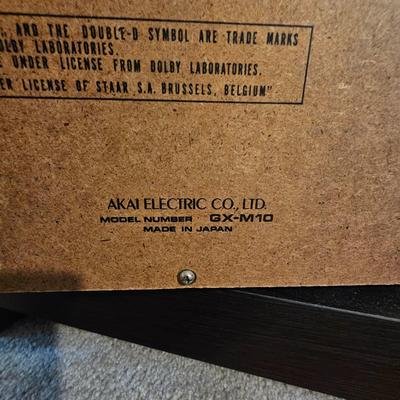 , AND THE DOUBLE-D SYMBOL ARE TRADE MARKS
DOLBY LABORATORIES.
UNDER LICENSE FROM DOLBY LABORATORIES.
LICENSE OF STAAR S.A. BRUSSELS, BELGIUM"
AKAI ELECTRIC CO., LTD.
MODEL NUMBER GX-M10
MADE IN JAPAN